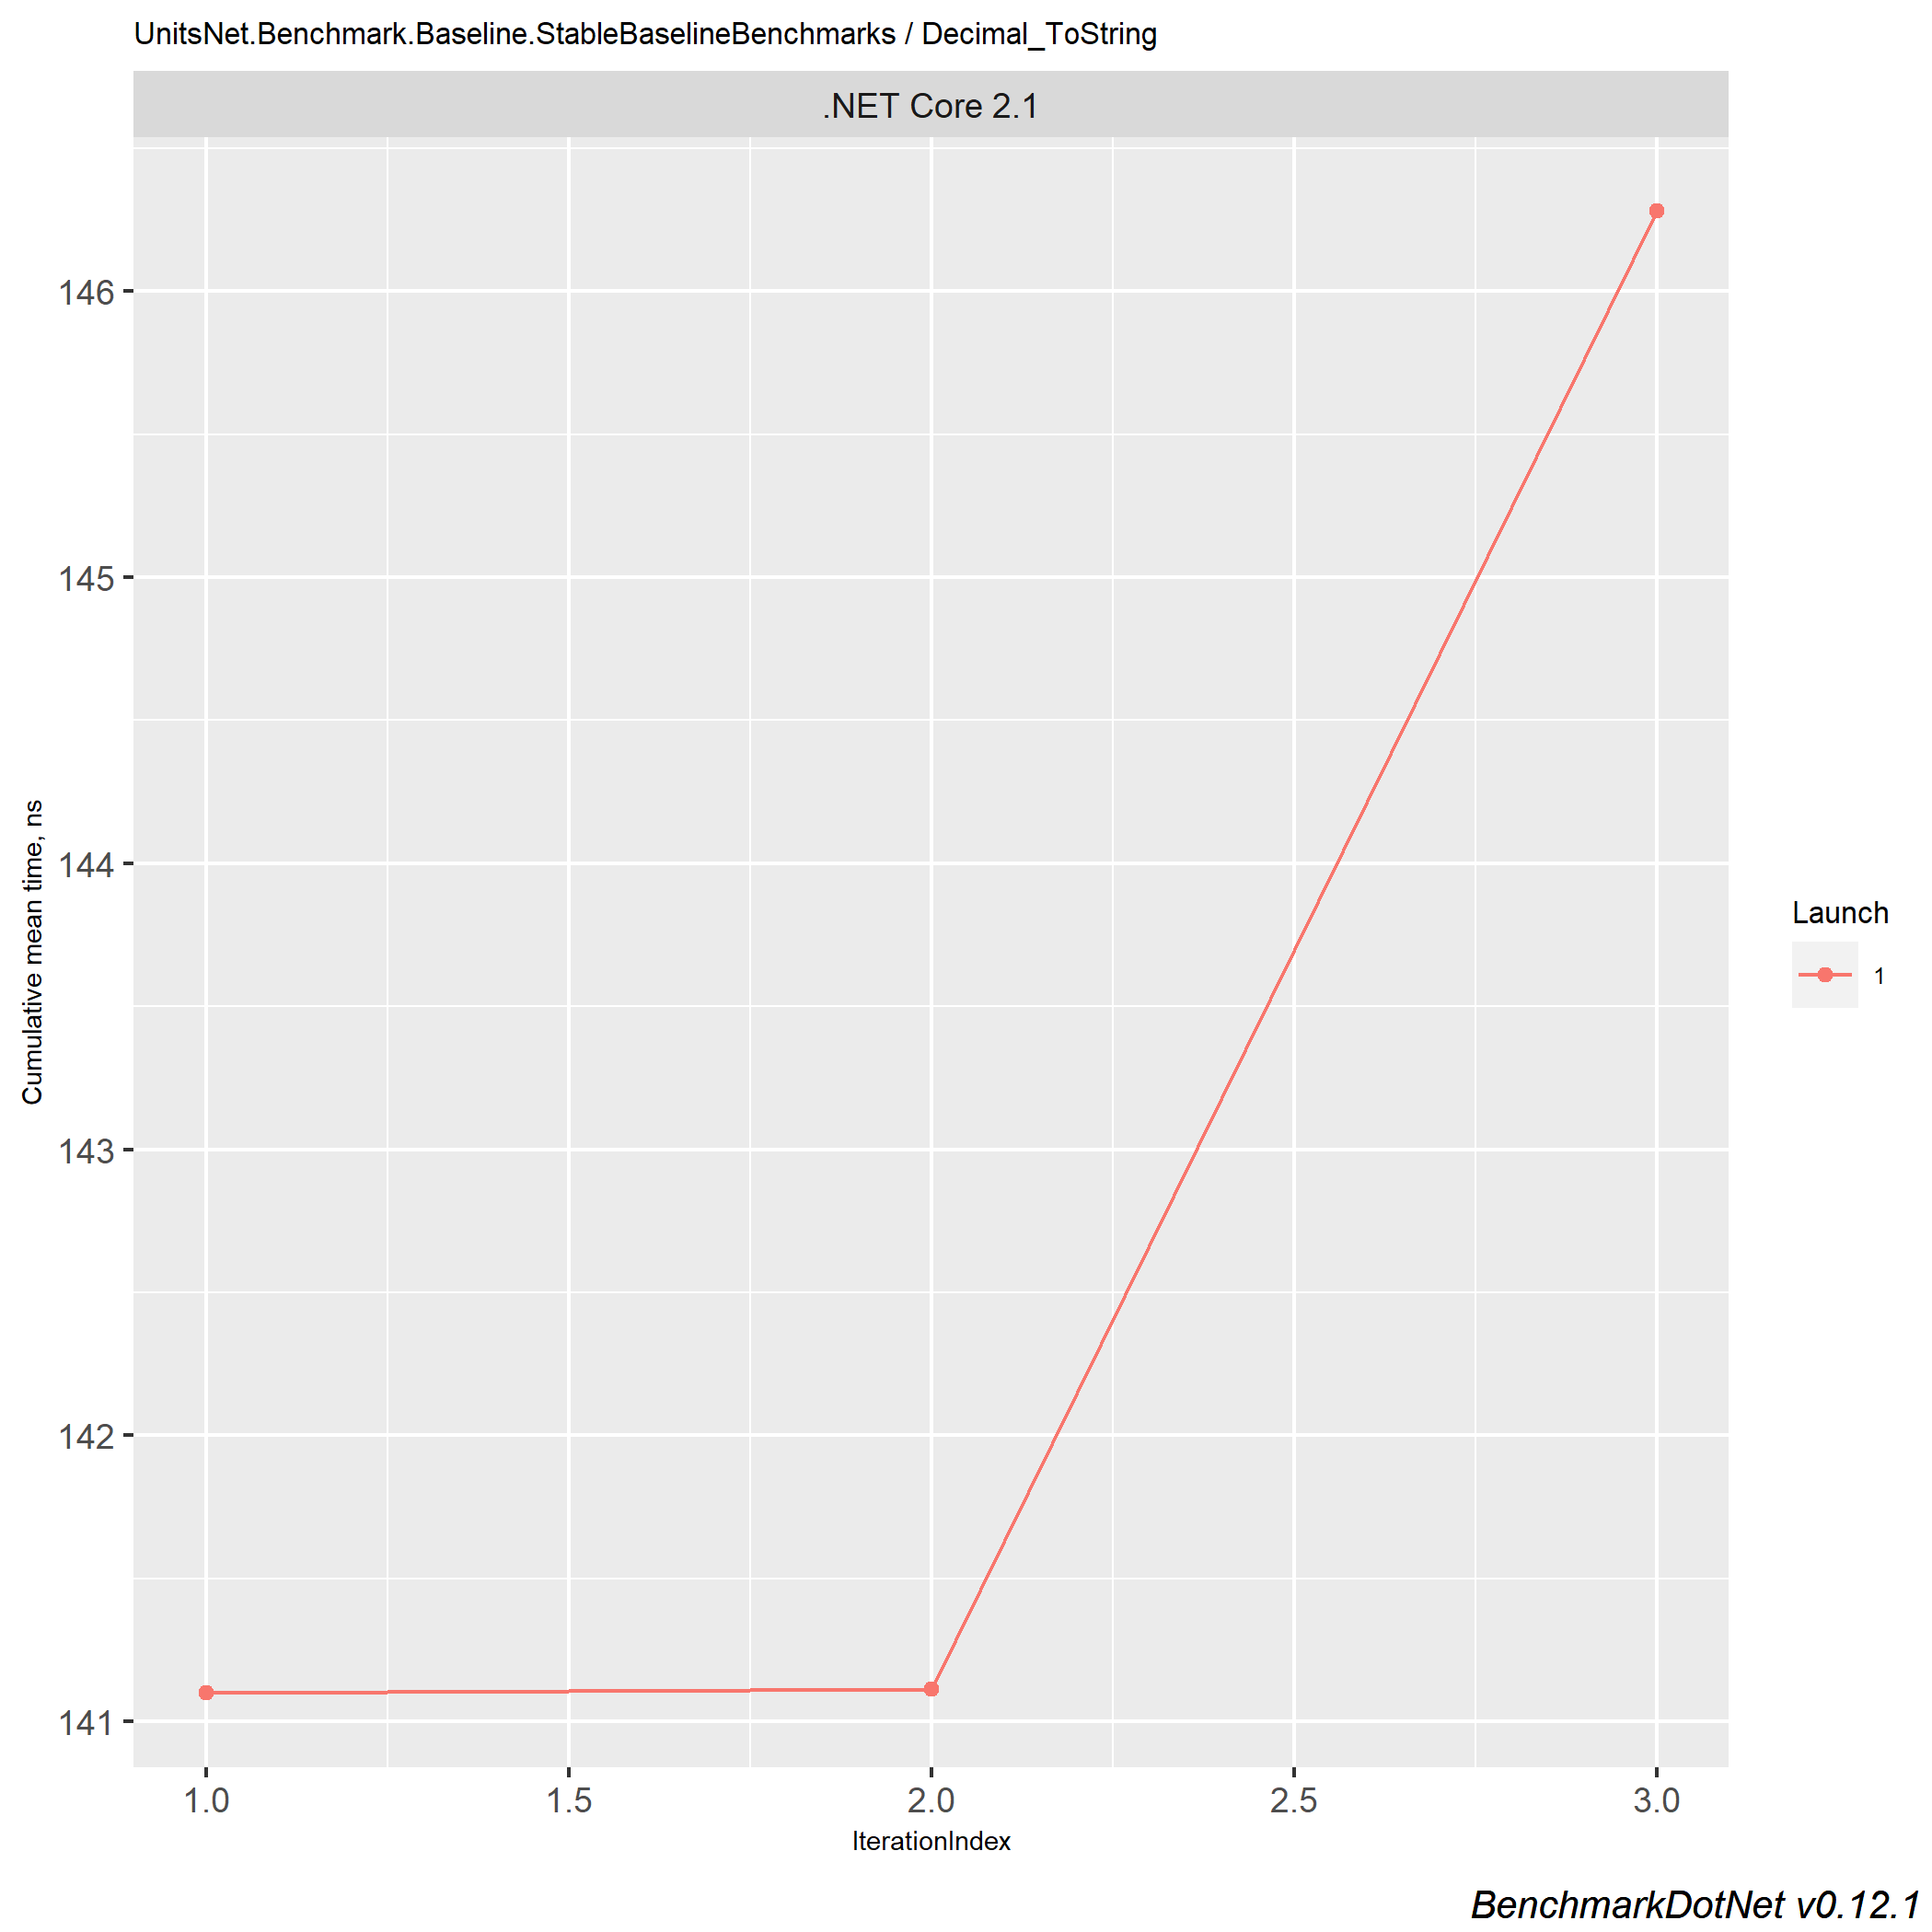 UnitsNet.Benchmark.Baseline.StableBaselineBenchmarks / Decimal_ToString
.NET Core 2.1
146
145
144
143
142
141
Cumulative mean time, ns
1.0 1.5 2.0 2.5 3.0
IterationIndex
Launch
1
BenchmarkDotNet v0.12.1